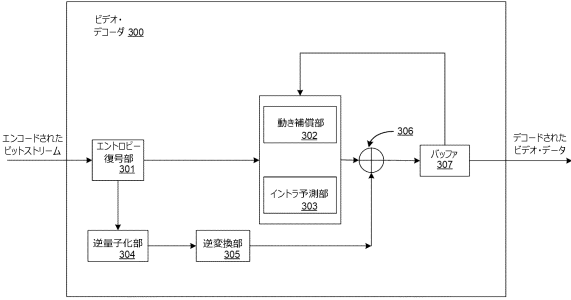 ビデオ・
デコーダ 300
エンコードされた
ビットストリーム
エントロピー
復号部
301
動き補償部
302
イントラ予測部
303
逆量子化部
304
逆変換部
305
306
バッファ
307
デコードされた
ビデオ・データ